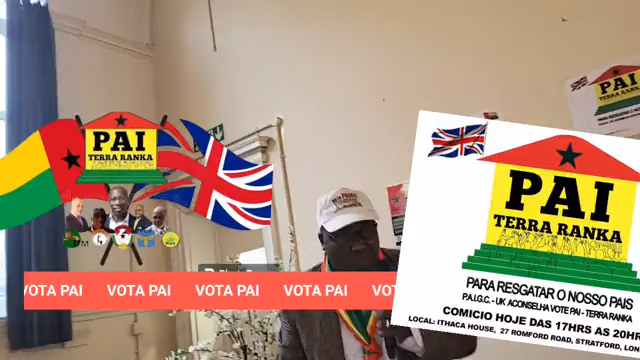 PAI
TERRA RANKA
VOTA PAI
VOTA PAI
VOTA PAI
VOTA PAI
PAI
TERRA RANKA
PAI
TERRA RANKA
PARA RESGATAR O NOSSO PAIS
P.A.I.G.C. - UK ACONSELHA VOTE PAI - TERRA RANKA
COMICIO HOJE DAS 17HRS AS 20HR
LOCAL: ITHACA HOUSE, 27 ROMFORD ROAD, STRATFORD, LON